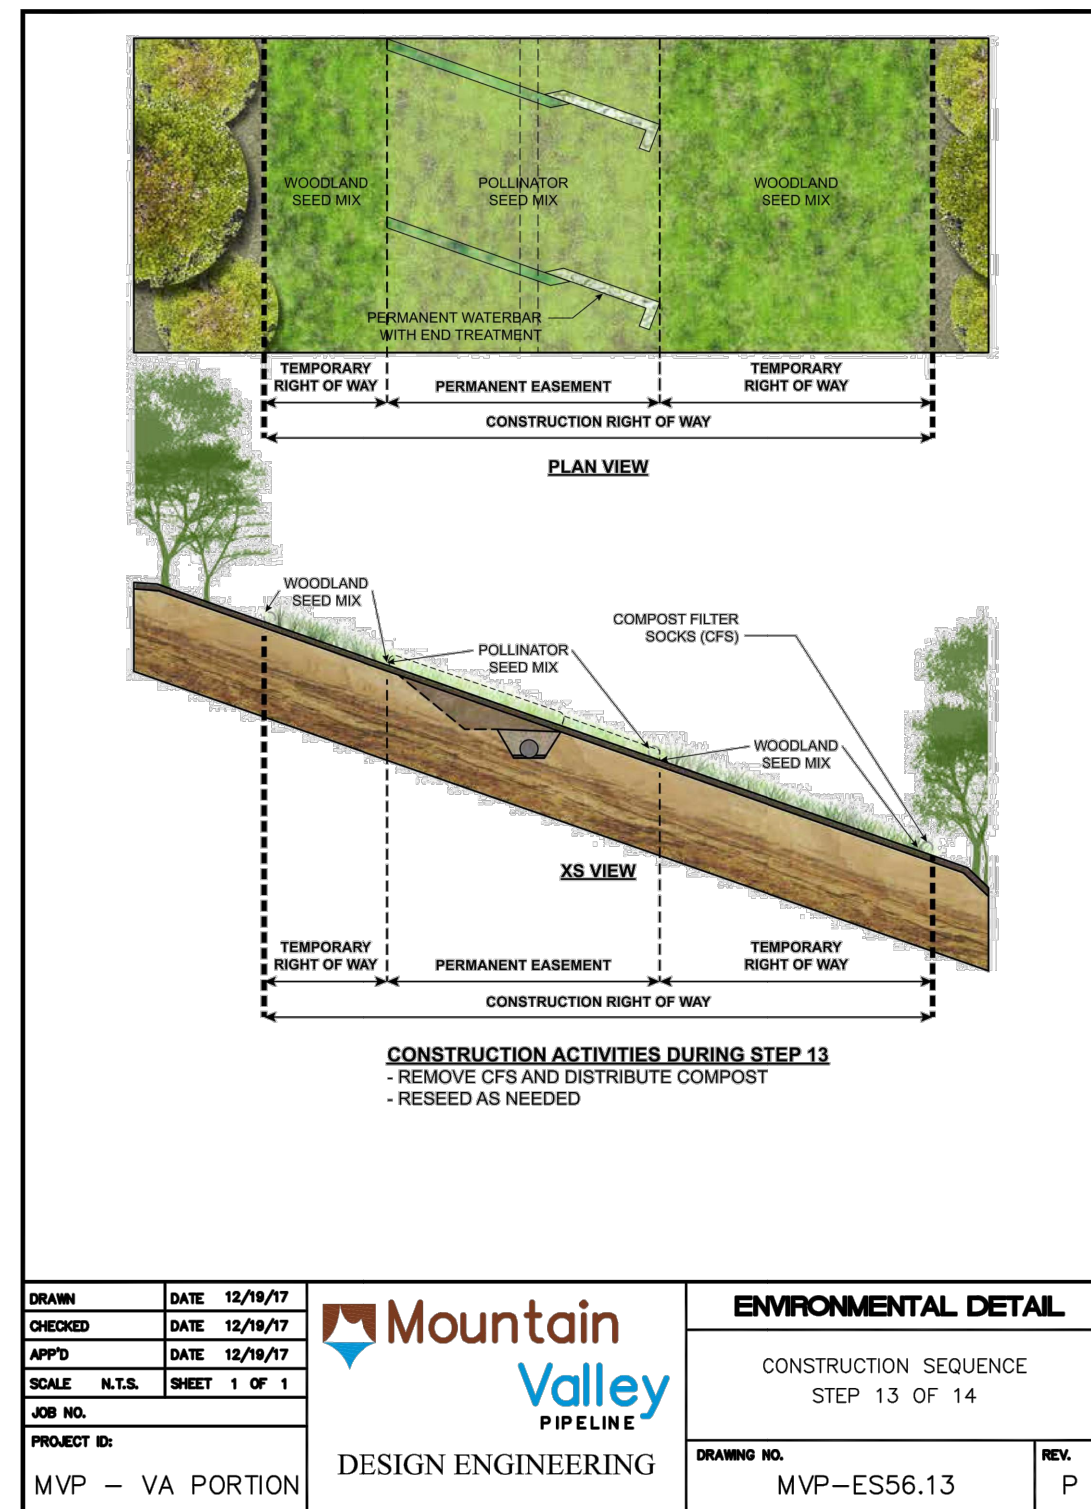 WOODLAND
SEED MIX
POLLINATOR
SEED MIX
WOODLAND
SEED MIX
PERMANENT WATERBAR
WITH END TREATMENT
TEMPORARY
RIGHT OF WAY
PERMANENT EASEMENT
TEMPORARY
RIGHT OF WAY
CONSTRUCTION RIGHT OF WAY
PLAN VIEW
WOODLAND
SEED MIX
COMPOST FILTER
SOCKS (CFS)
POLLINATOR
SEED MIX
WOODLAND
SEED MIX
XS VIEW
TEMPORARY
RIGHT OF WAY
PERMANENT EASEMENT
TEMPORARY
RIGHT OF WAY
CONSTRUCTION RIGHT OF WAY
CONSTRUCTION ACTIVITIES DURING STEP 13
- REMOVE CFS AND DISTRIBUTE COMPOST
- RESEED AS NEEDED
DRAWN DATE 12/19/17
CHECKED DATE 12/19/17
APP'D DATE 12/19/17
SCALE N.T.S. SHEET 1 OF 1
JOB NO.
PROJECT ID:
MVP - VA PORTION
Mountain
Valley
PIPELINE
DESIGN ENGINEERING
ENVIRONMENTAL DETAIL
CONSTRUCTION SEQUENCE
STEP 13 OF 14
DRAWING NO.
MVP-ES56.13
REV.
P